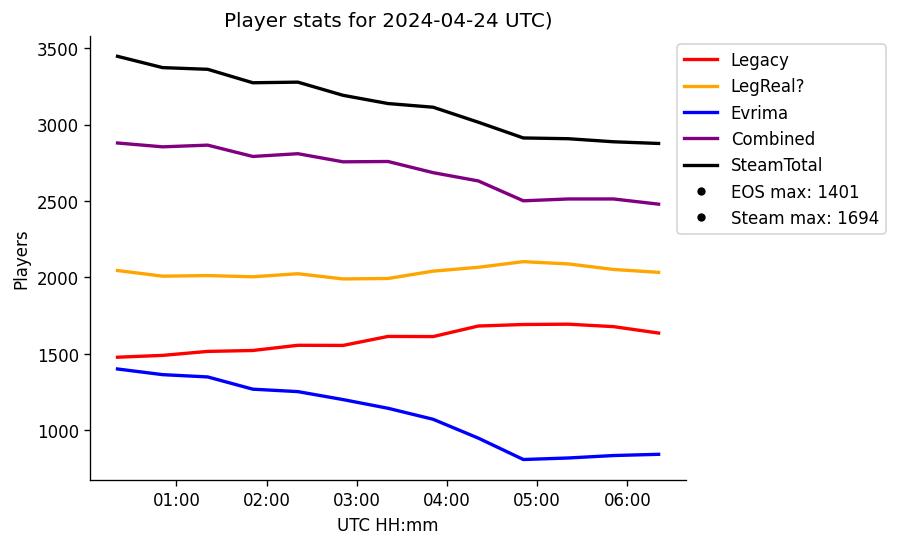 Player stats for 2024-04-24 UTC)
3500
3000
2500
2000
1500
1000
Players
01:00 02:00 03:00 04:00 05:00 06:00
UTC HH:mm
Legacy
LegReal?
Evrima
Combined
SteamTotal
EOS max: 1401
Steam max: 1694